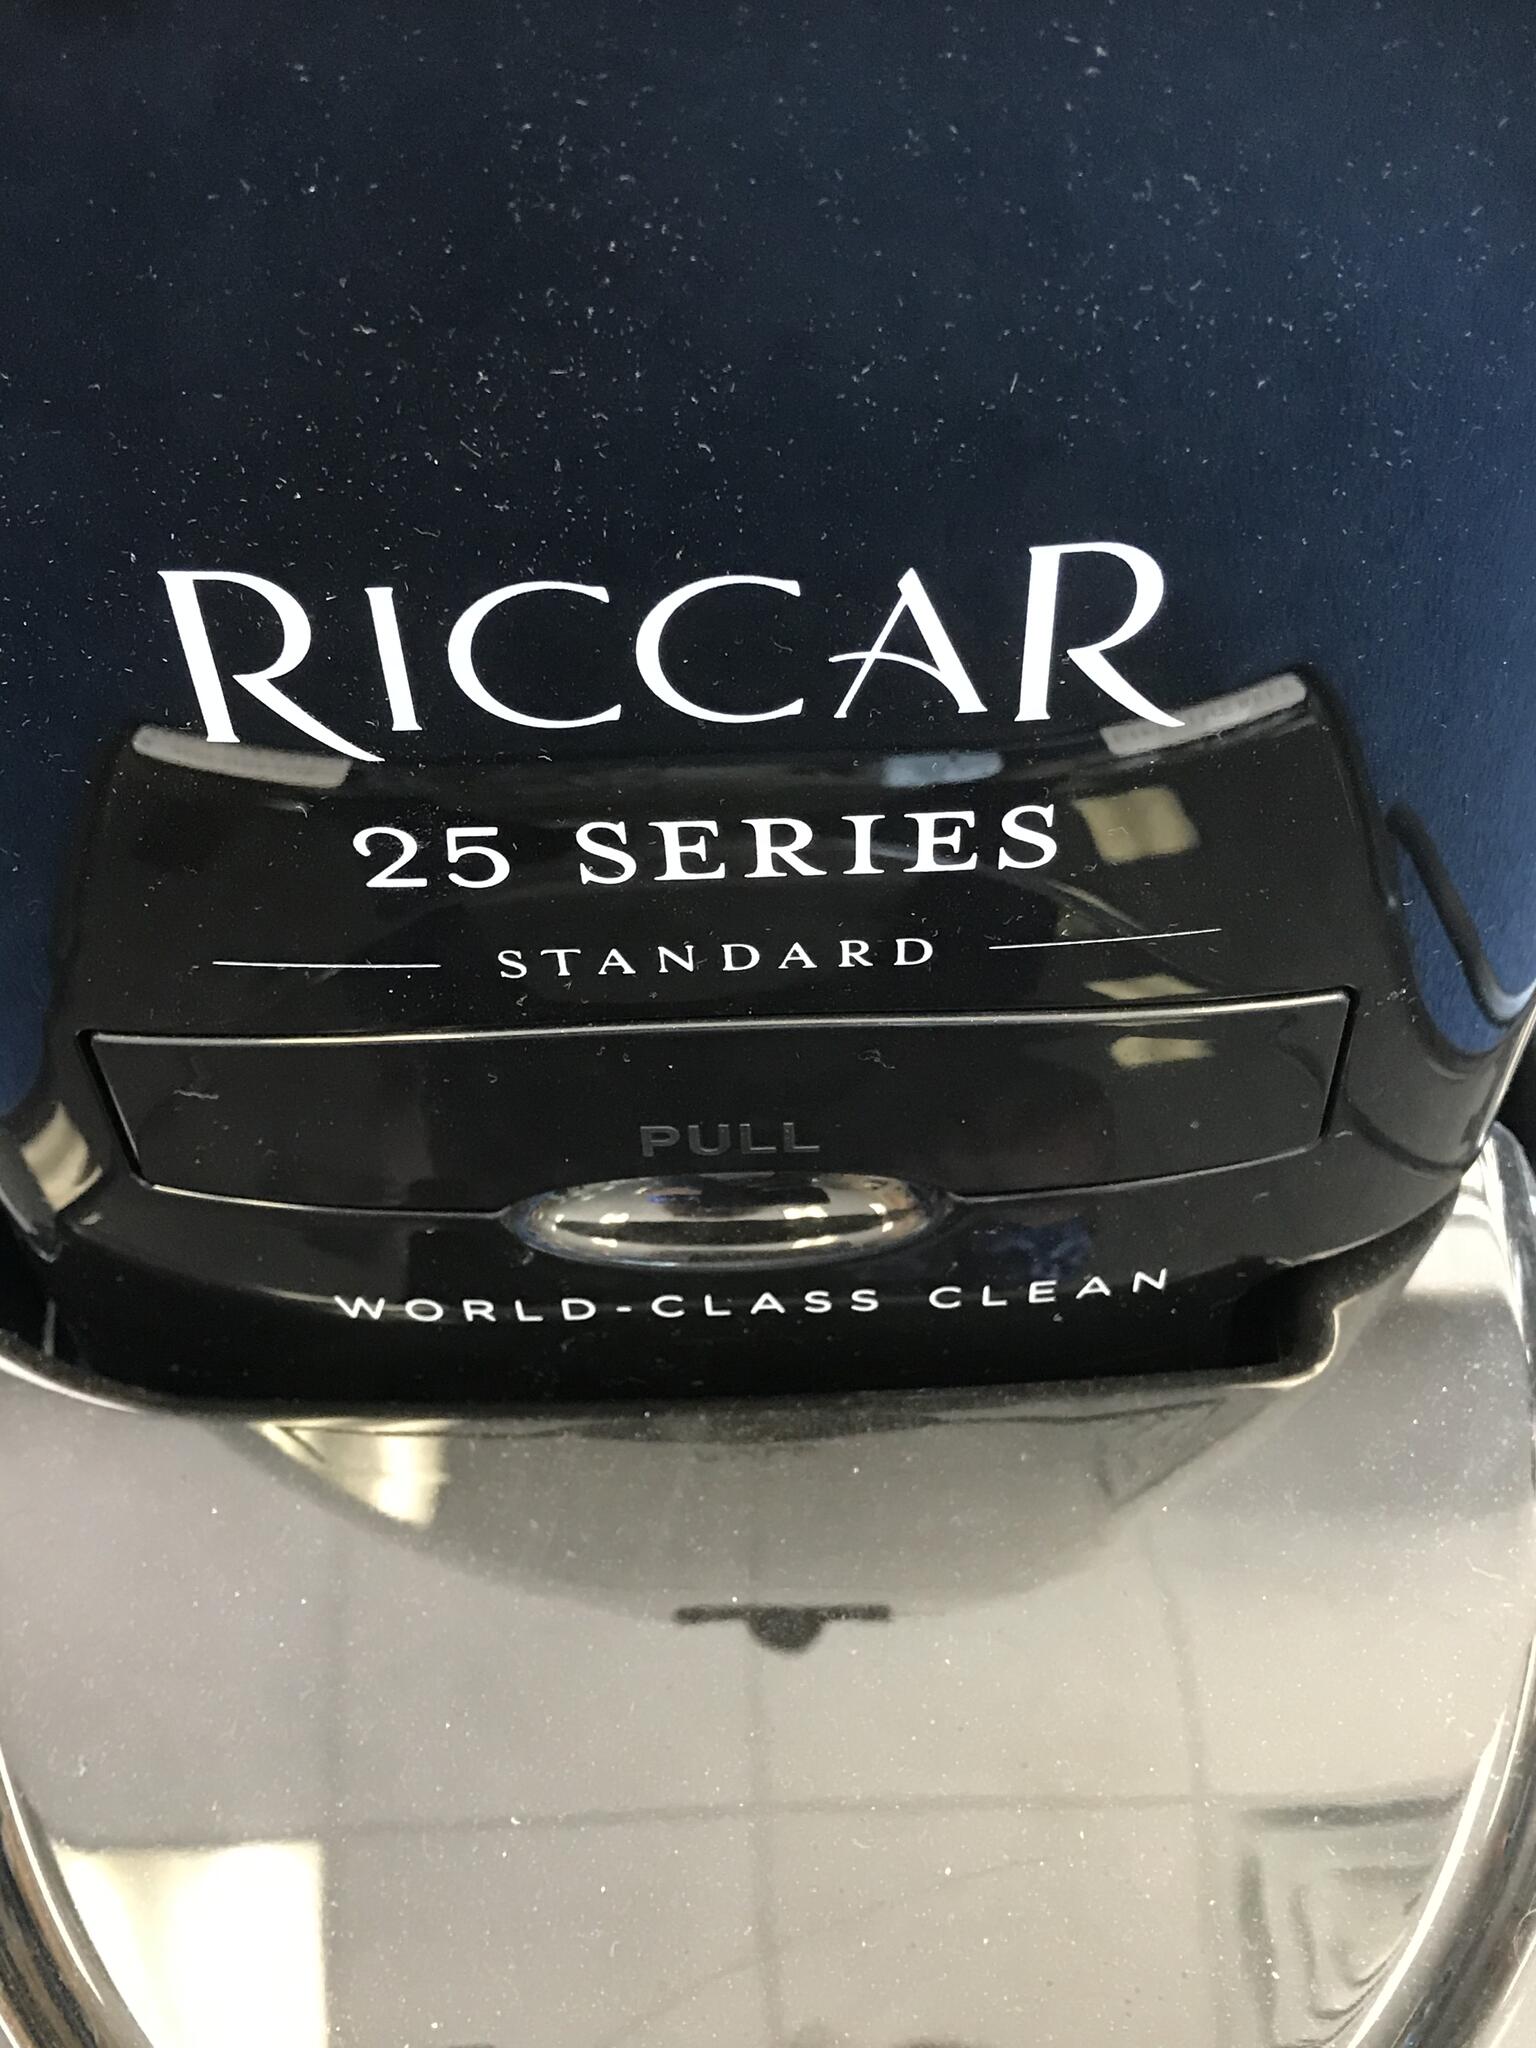 RICCAR
25 SERIES
STANDARD
PULL
WORLD-CLASS CLEAN